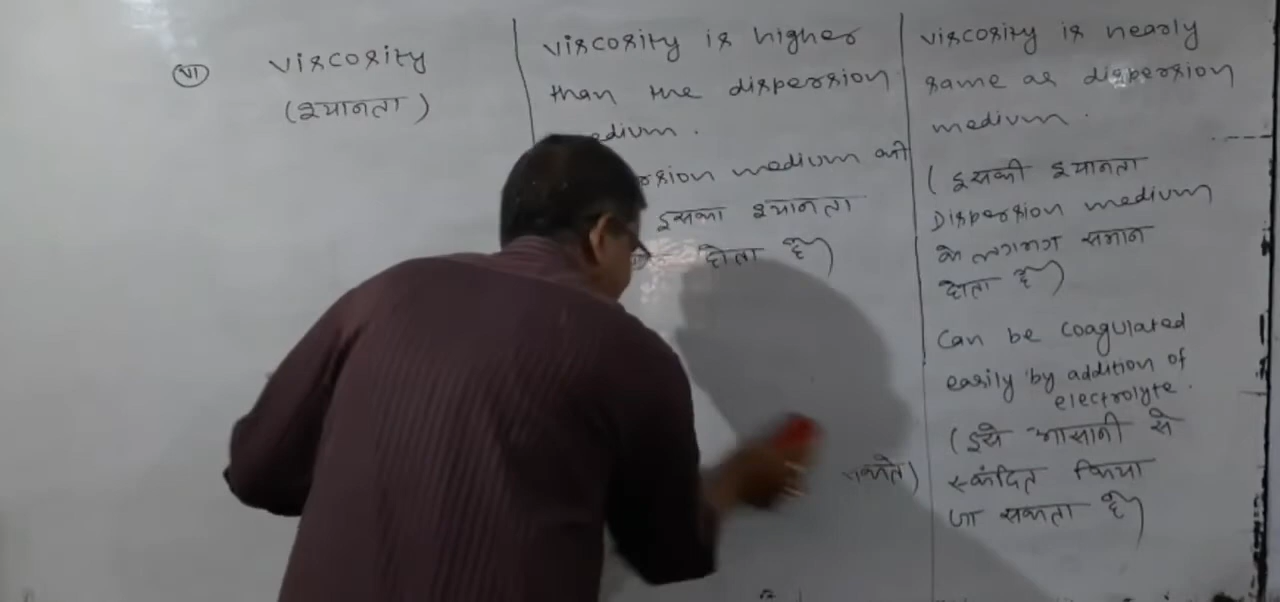 (VI) Viscosity
(श्यानता)
Viscosity is higher
than the dispersion
medium.
medium की
इसका श्यानता
होता है)
सकते)
Viscosity is nearly
same as dispersion
medium.
(इसकी श्यानता
Dispersion medium
के लगभग समान
होता है)
Can be coagulated
easily by addition of
electrolyte.
(इसे आसानी से
स्कंदित किया
जा सकता है)